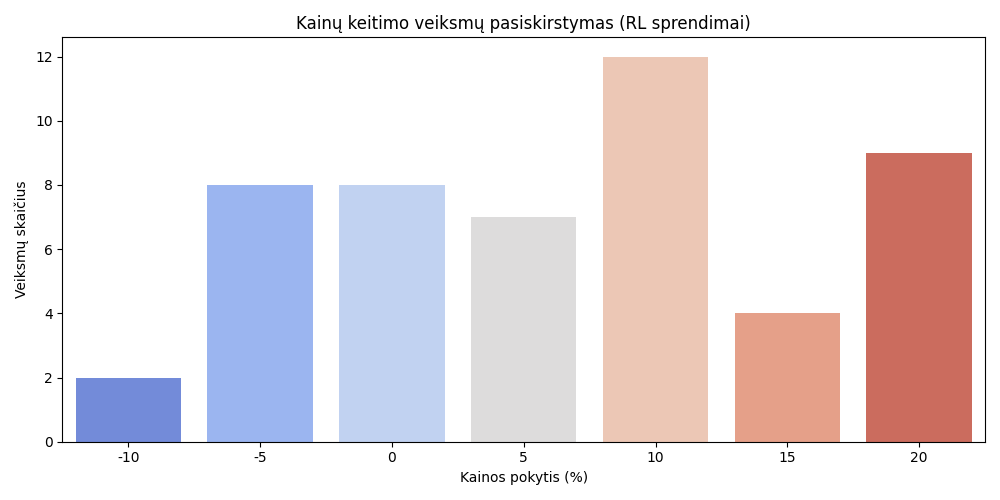 Kainų keitimo veiksmų pasiskirstymas (RL sprendimai)
Veiksmų skaičius
12
10
8
6
4
2
0
-10 -5 0 5 10 15 20
Kainos pokytis (%)